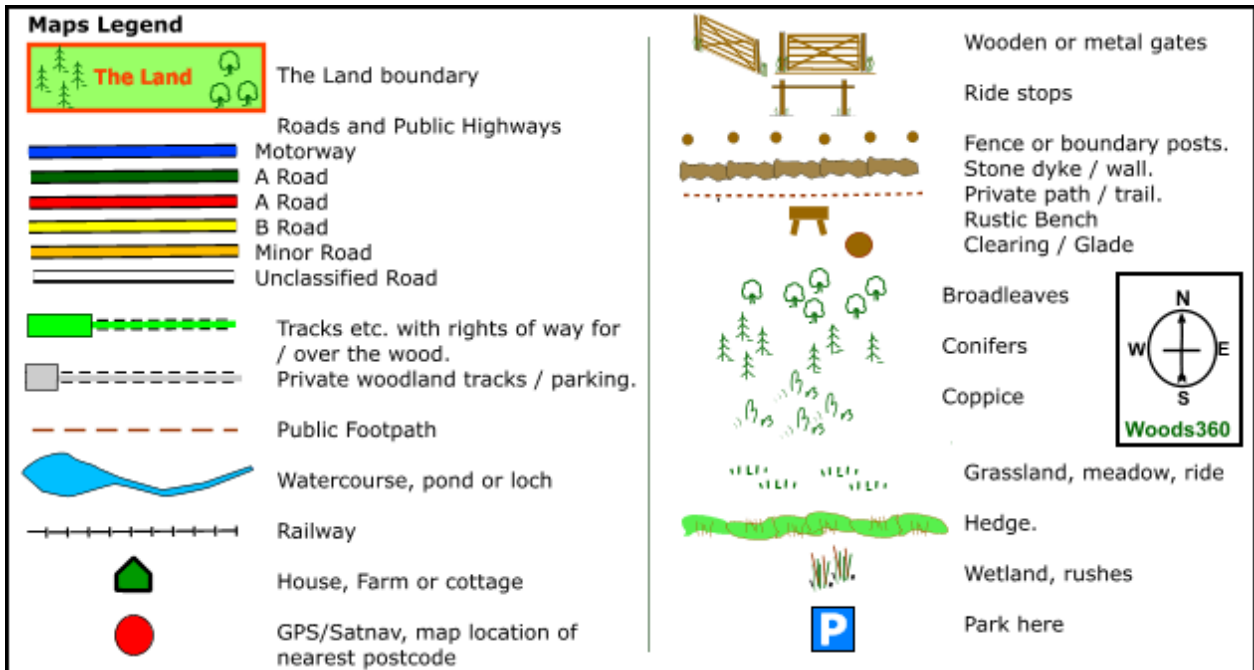 Maps Legend
The Land
The Land boundary
Roads and Public Highways
Motorway
A Road
A Road
B Road
Minor Road
Unclassified Road
Tracks etc. with rights of way for
/ over the wood.
Private woodland tracks / parking.
Public Footpath
Watercourse, pond or loch
Railway
House, Farm or cottage
GPS/Satnav, map location of
nearest postcode
Wooden or metal gates
Ride stops
Fence or boundary posts.
Stone dyke / wall.
Private path / trail.
Rustic Bench
Clearing / Glade
Broadleaves
Conifers
Coppice
N
W E
S
Woods360
Grassland, meadow, ride
Hedge.
Wetland, rushes
P
Park here